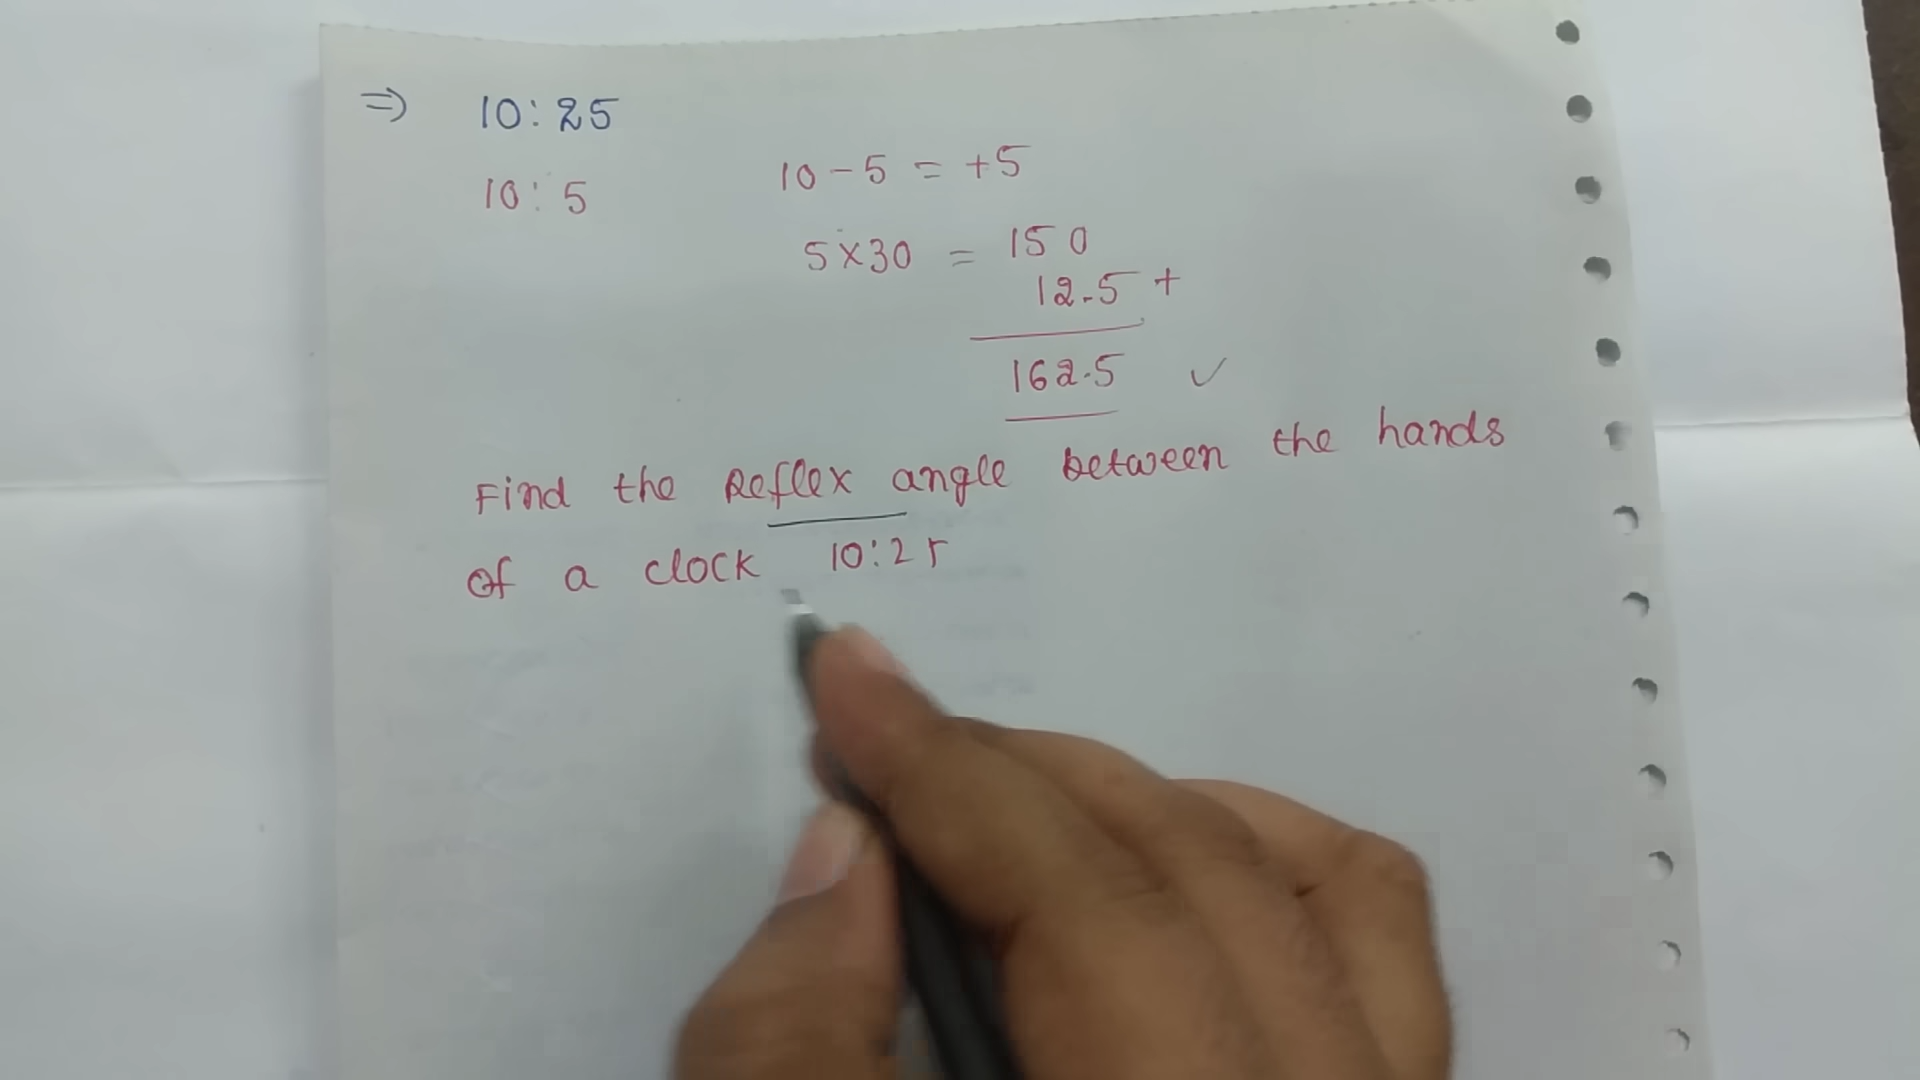 ⇒ 10:25
10:5 10-5 = +5
5×30 = 150
12.5 +
162.5 ✓
Find the Reflex angle between the hands
of a clock 10:25